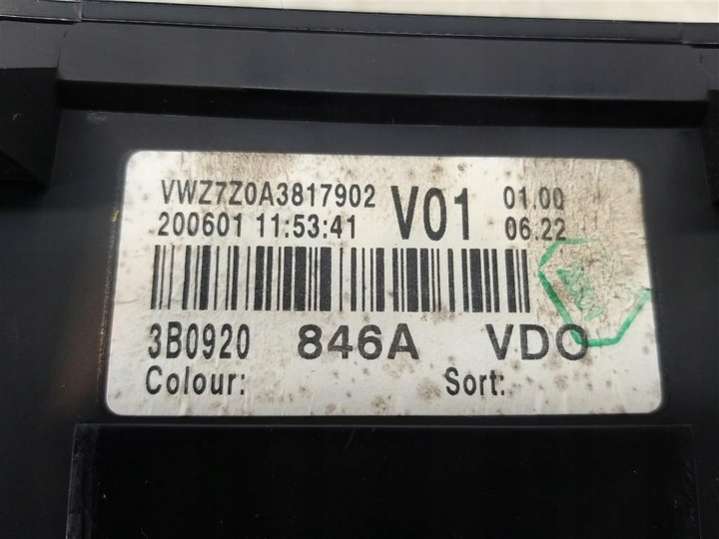 VWZ7Z0A3817902 V01 01.00
200601 11:53:41 06.22
3B0920 846A VDO
Colour: Sort: